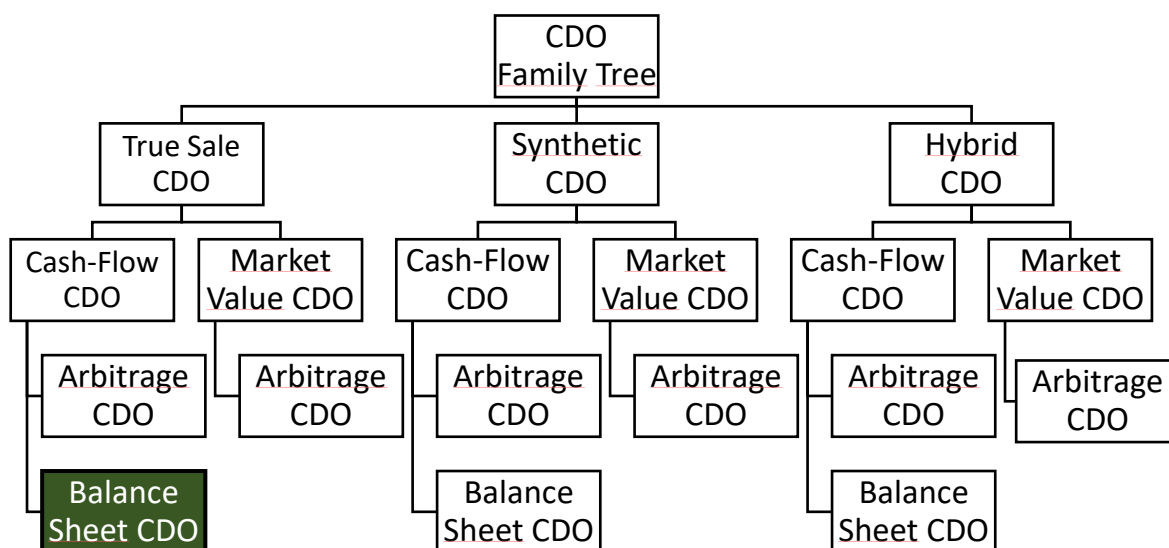 CDO
Family Tree
True Sale
CDO
Synthetic
CDO
Hybrid
CDO
Cash-Flow
CDO
Market
Value CDO
Cash-Flow
CDO
Market
Value CDO
Cash-Flow
CDO
Market
Value CDO
Arbitrage
CDO
Arbitrage
CDO
Arbitrage
CDO
Arbitrage
CDO
Arbitrage
CDO
Arbitrage
CDO
Balance
Sheet CDO
Balance
Sheet CDO
Balance
Sheet CDO